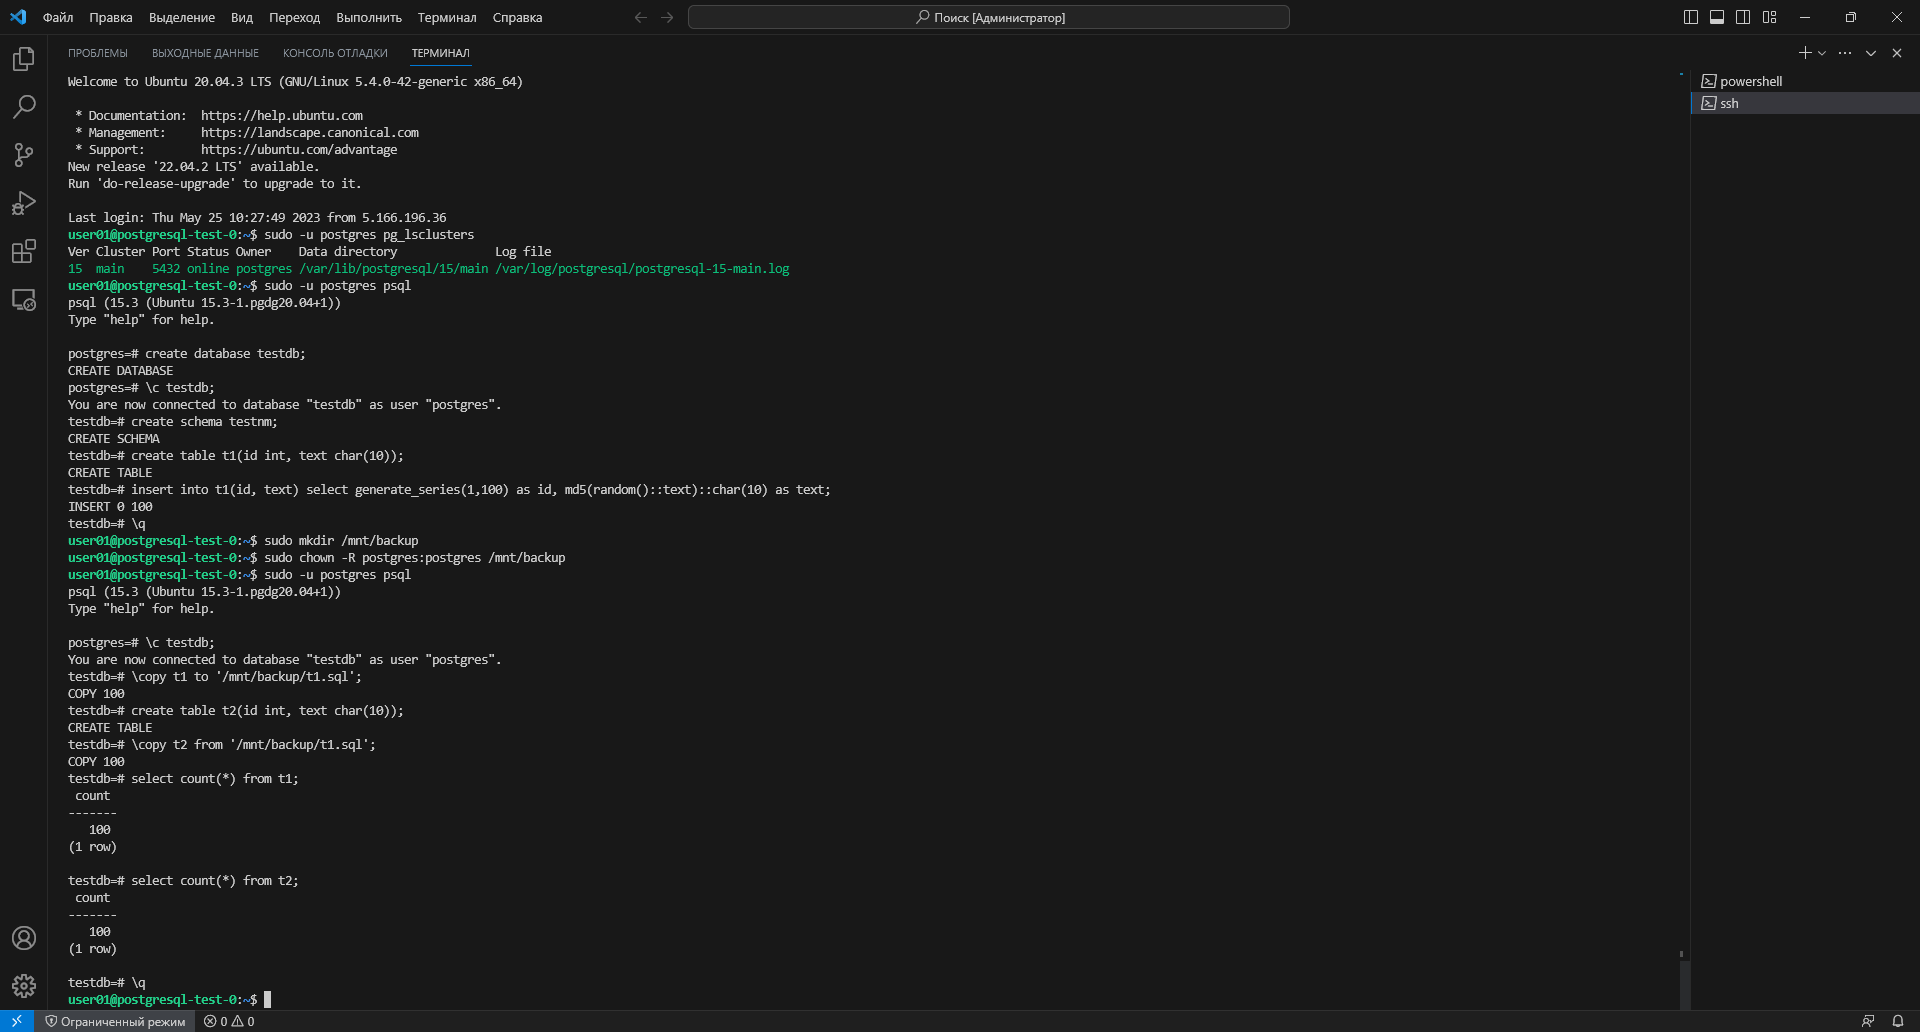 Файл Правка Выделение Вид Переход Выполнить Терминал Справка Поиск [Администратор]
ПРОБЛЕМЫ ВЫХОДНЫЕ ДАННЫЕ КОНСОЛЬ ОТЛАДКИ ТЕРМИНАЛ
powershell
ssh
Welcome to Ubuntu 20.04.3 LTS (GNU/Linux 5.4.0-42-generic x86_64)
* Documentation:  https://help.ubuntu.com
* Management:     https://landscape.canonical.com
* Support:        https://ubuntu.com/advantage
New release '22.04.2 LTS' available.
Run 'do-release-upgrade' to upgrade to it.
Last login: Thu May 25 10:27:49 2023 from 5.166.196.36
user01@postgresql-test-0:~$ sudo -u postgres pg_lsclusters
Ver Cluster Port Status Owner    Data directory              Log file
15  main    5432 online postgres /var/lib/postgresql/15/main /var/log/postgresql/postgresql-15-main.log
user01@postgresql-test-0:~$ sudo -u postgres psql
psql (15.3 (Ubuntu 15.3-1.pgdg20.04+1))
Type "help" for help.
postgres=# create database testdb;
CREATE DATABASE
postgres=# \c testdb;
You are now connected to database "testdb" as user "postgres".
testdb=# create schema testnm;
CREATE SCHEMA
testdb=# create table t1(id int, text char(10));
CREATE TABLE
testdb=# insert into t1(id, text) select generate_series(1,100) as id, md5(random()::text)::char(10) as text;
INSERT 0 100
testdb=# \q
user01@postgresql-test-0:~$ sudo mkdir /mnt/backup
user01@postgresql-test-0:~$ sudo chown -R postgres:postgres /mnt/backup
user01@postgresql-test-0:~$ sudo -u postgres psql
psql (15.3 (Ubuntu 15.3-1.pgdg20.04+1))
Type "help" for help.
postgres=# \c testdb;
You are now connected to database "testdb" as user "postgres".
testdb=# \copy t1 to '/mnt/backup/t1.sql';
COPY 100
testdb=# create table t2(id int, text char(10));
CREATE TABLE
testdb=# \copy t2 from '/mnt/backup/t1.sql';
COPY 100
testdb=# select count(*) from t1;
count
-------
100
(1 row)
testdb=# select count(*) from t2;
count
-------
100
(1 row)
testdb=# \q
user01@postgresql-test-0:~$
Ограниченный режим 0 0